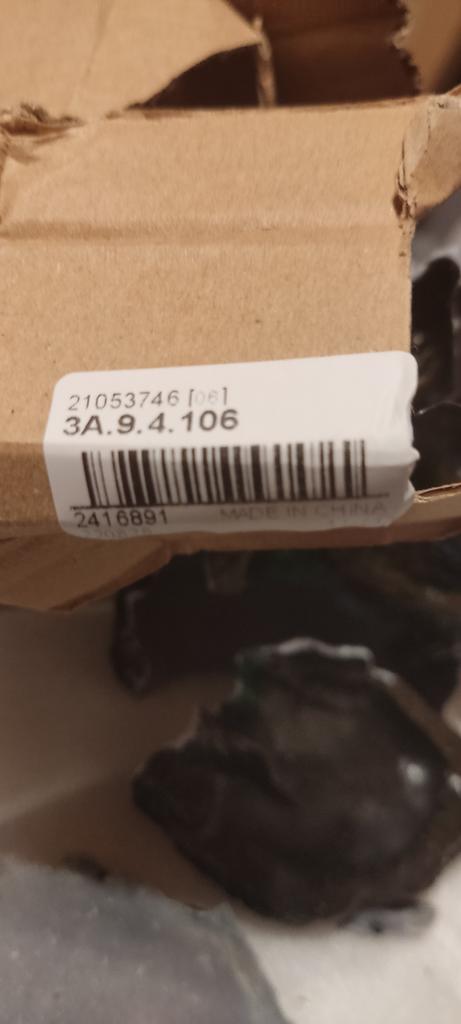 21053746 [06]
3A.9.4.106
2416891 MADE IN CHINA